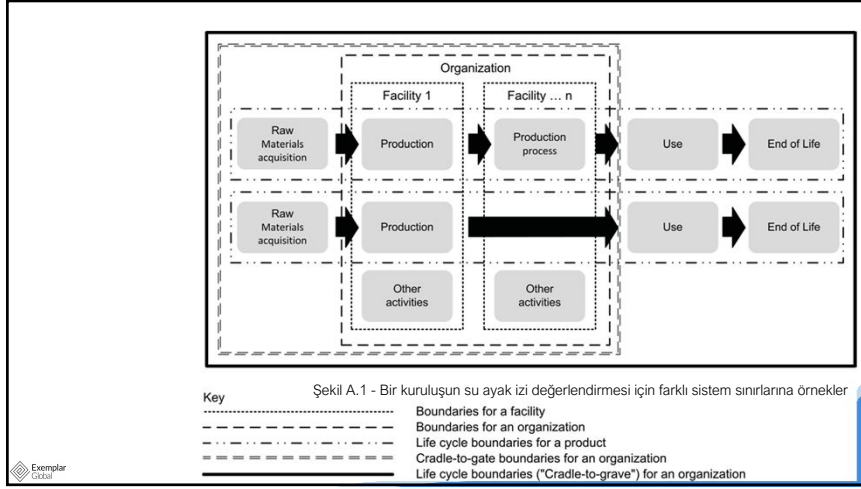 Organization
Facility 1
Facility ... n
Raw
Materials
acquisition
Production
Production
process
Use
End of Life
Raw
Materials
acquisition
Production
Use
End of Life
Other
activities
Other
activities
Şekil A.1 - Bir kuruluşun su ayak izi değerlendirmesi için farklı sistem sınırlarına örnekler
Key
Boundaries for a facility
Boundaries for an organization
Life cycle boundaries for a product
Cradle-to-gate boundaries for an organization
Life cycle boundaries ("Cradle-to-grave") for an organization
Exemplar
Global